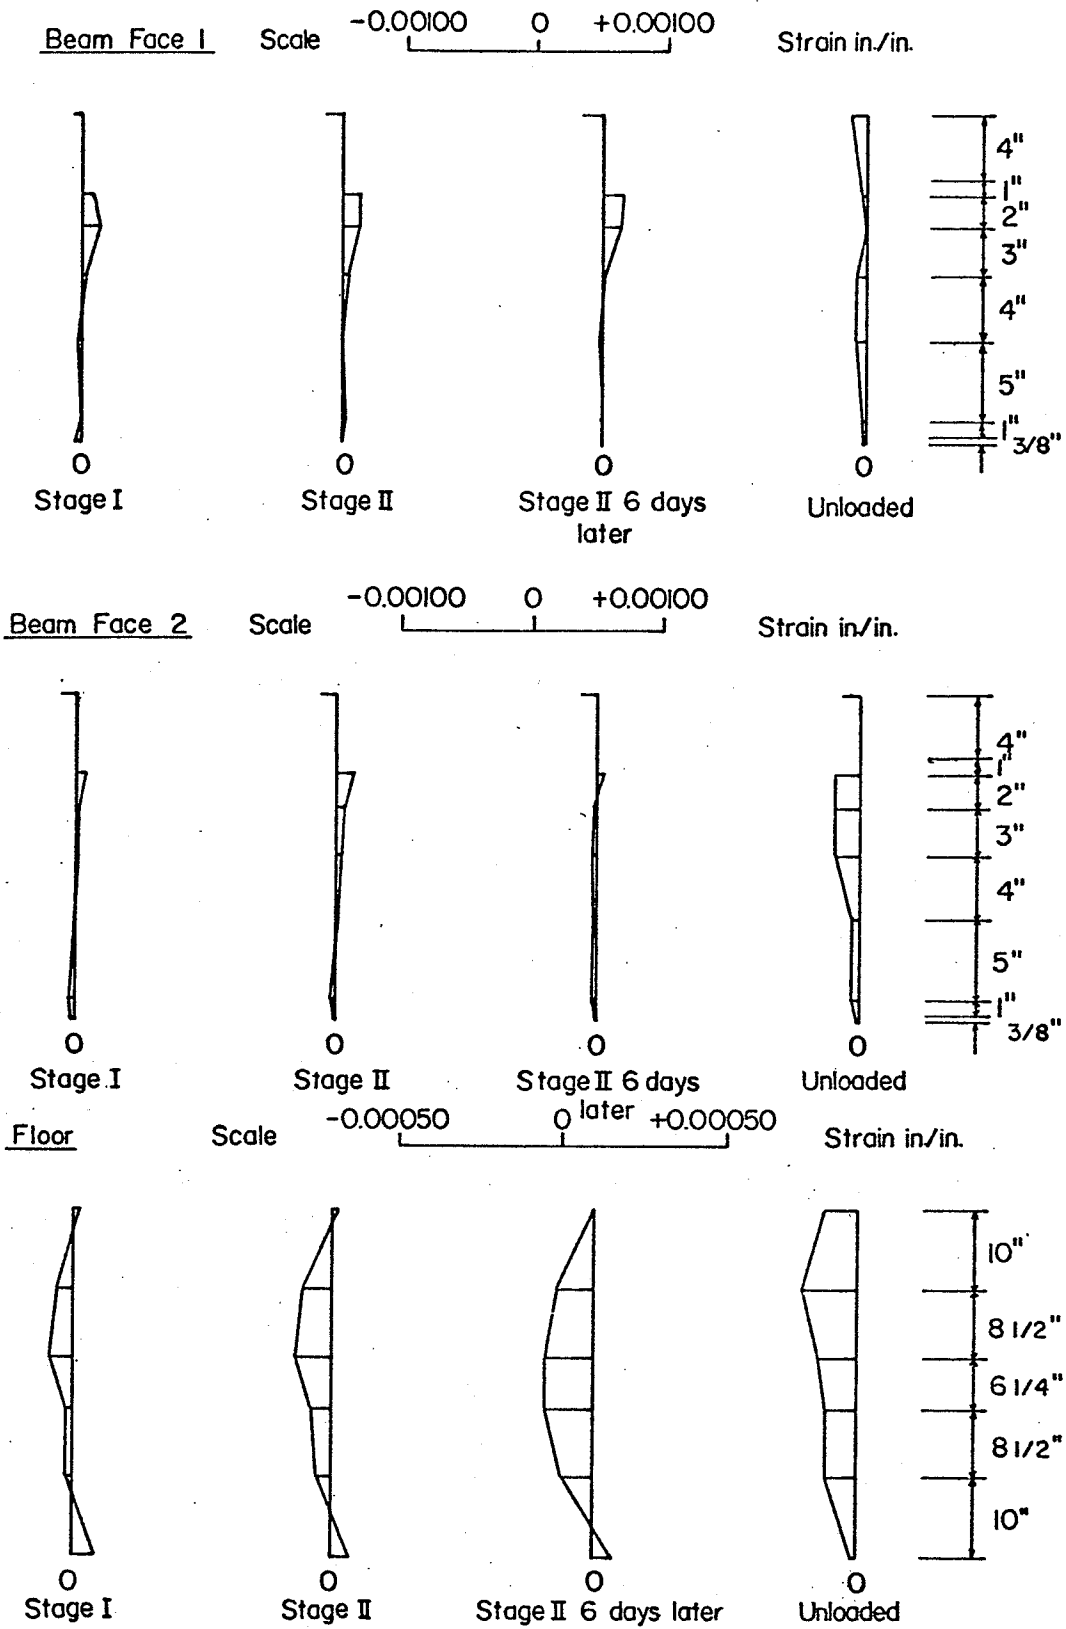 -0.00100 0 +0.00100
Beam Face 1 Scale Strain in./in.
4"
1"
2"
3"
4"
5"
1"
3/8"
0 0 0 0
Stage I Stage II Stage II 6 days later Unloaded
-0.00100 0 +0.00100
Beam Face 2 Scale Strain in./in.
4"
1"
2"
3"
4"
5"
1"
3/8"
0 0 0 0
Stage I Stage II Stage II 6 days later Unloaded
-0.000050 0 +0.000050
Floor Scale Strain in/in.
10"
8 1/2"
6 1/4"
8 1/2"
10"
0 0 0 0
Stage I Stage II Stage II 6 days later Unloaded